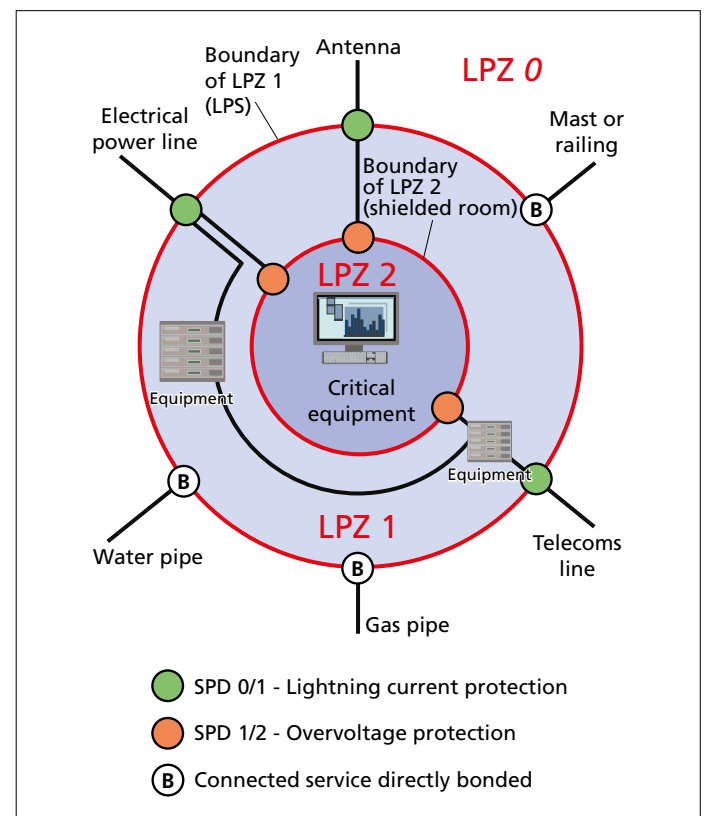 Antenna
LPZ 0
Boundary
of LPZ 1
(LPS)
Electrical
power line
Mast or
railing
Boundary
of LPZ 2
(shielded room)
B
LPZ 2
Critical
equipment
Equipment
Equipment
B
LPZ 1
Water pipe
B
Telecoms
line
Gas pipe
SPD 0/1 - Lightning current protection
SPD 1/2 - Overvoltage protection
B Connected service directly bonded